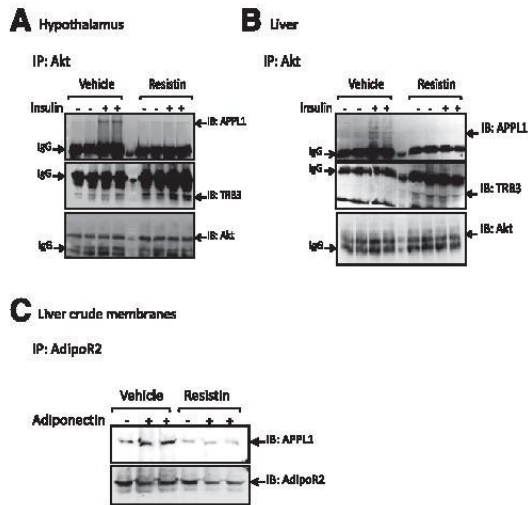 A Hypothalamus
IP: Akt
Vehicle Resistin
Insulin - - + + - - + +
IB: APPL1
IgG
IgG
IB: TRB3
IB: Akt
IgG
B Liver
IP: Akt
Vehicle Resistin
Insulin - - + + - - + +
IB: APPL1
IgG
IgG
IB: TRB3
IB: Akt
IgG
C Liver crude membranes
IP: AdipoR2
Vehicle Resistin
Adiponectin - + + - + +
IB: APPL1
IB: AdipoR2